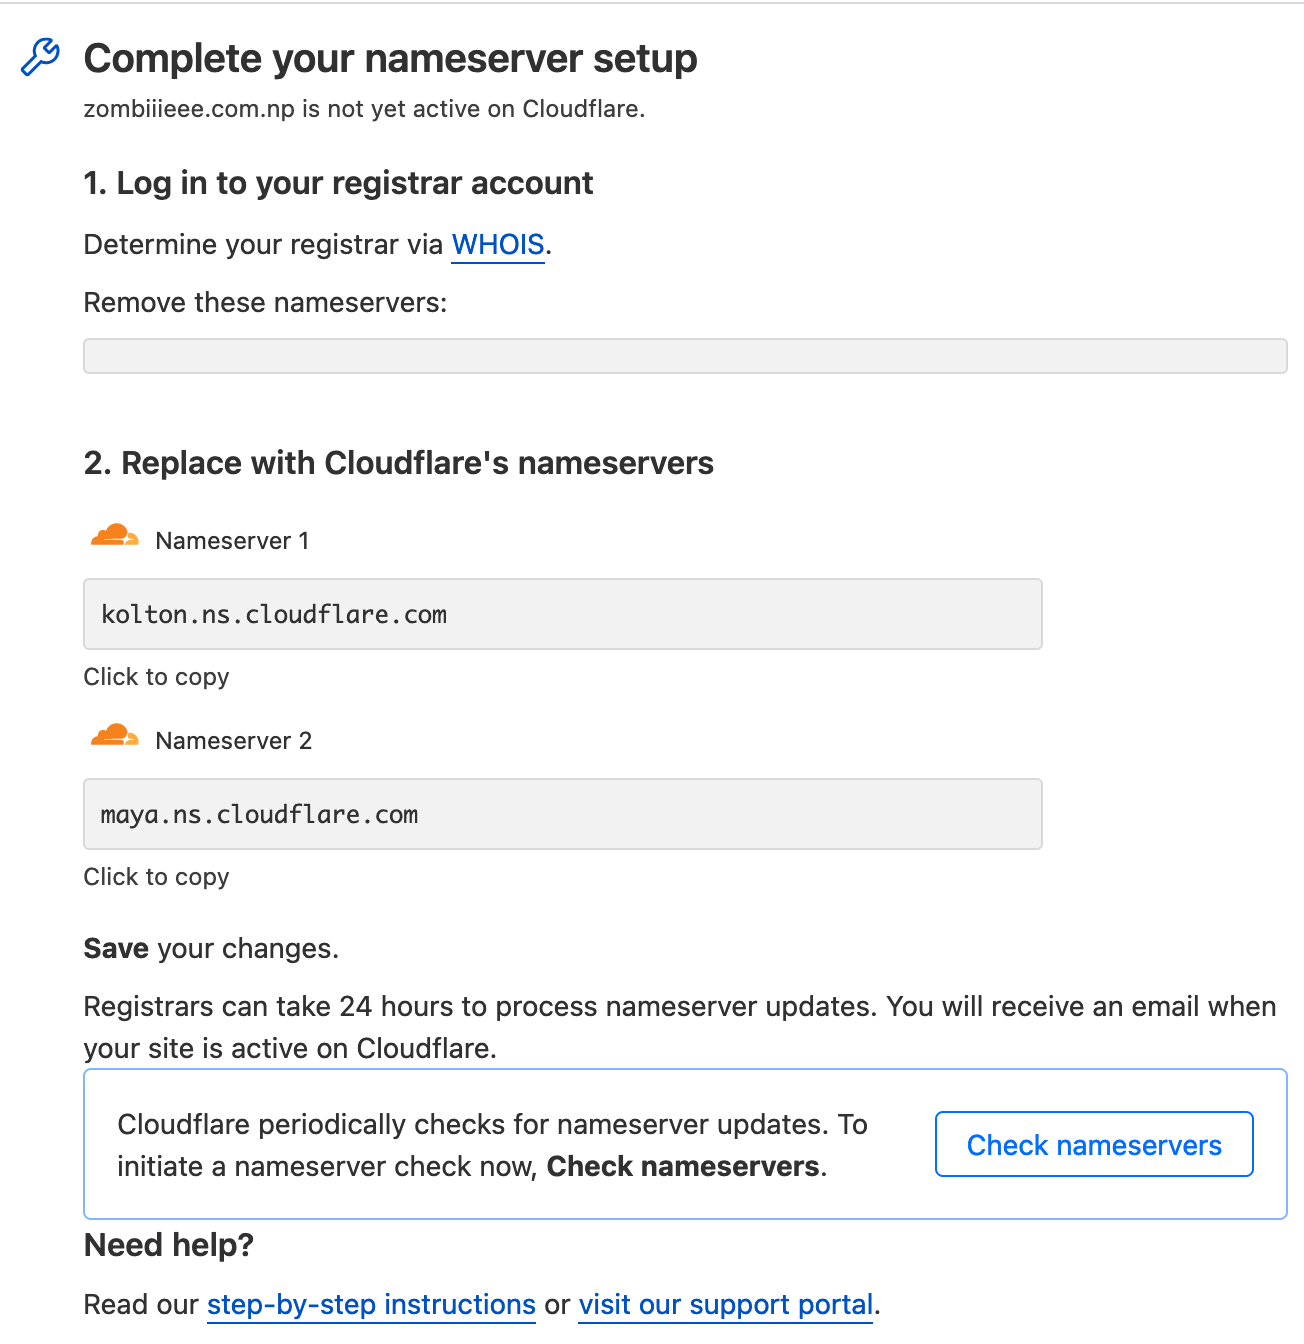 Complete your nameserver setup
zombiiieee.com.np is not yet active on Cloudflare.
1. Log in to your registrar account
Determine your registrar via WHOIS.
Remove these nameservers:
2. Replace with Cloudflare's nameservers
Nameserver 1
kolton.ns.cloudflare.com
Click to copy
Nameserver 2
maya.ns.cloudflare.com
Click to copy
Save your changes.
Registrars can take 24 hours to process nameserver updates. You will receive an email when
your site is active on Cloudflare.
Cloudflare periodically checks for nameserver updates. To
initiate a nameserver check now, Check nameservers.
Check nameservers
Need help?
Read our step-by-step instructions or visit our support portal.